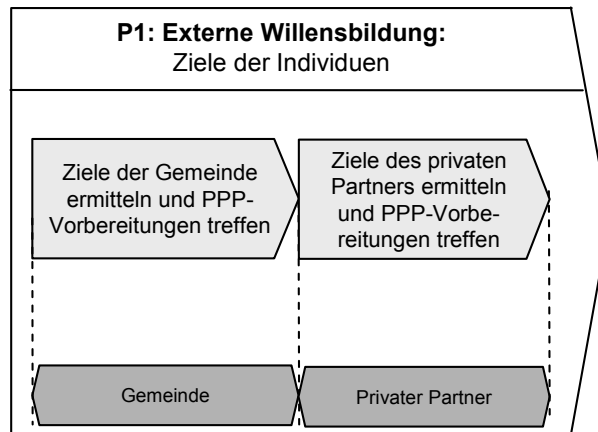 P1: Externe Willensbildung:
Ziele der Individuen
Ziele der Gemeinde
ermitteln und PPP-
Vorbereitungen treffen
Ziele des privaten
Partners ermitteln
und PPP-Vorbe-
reitungen treffen
Gemeinde
Privater Partner